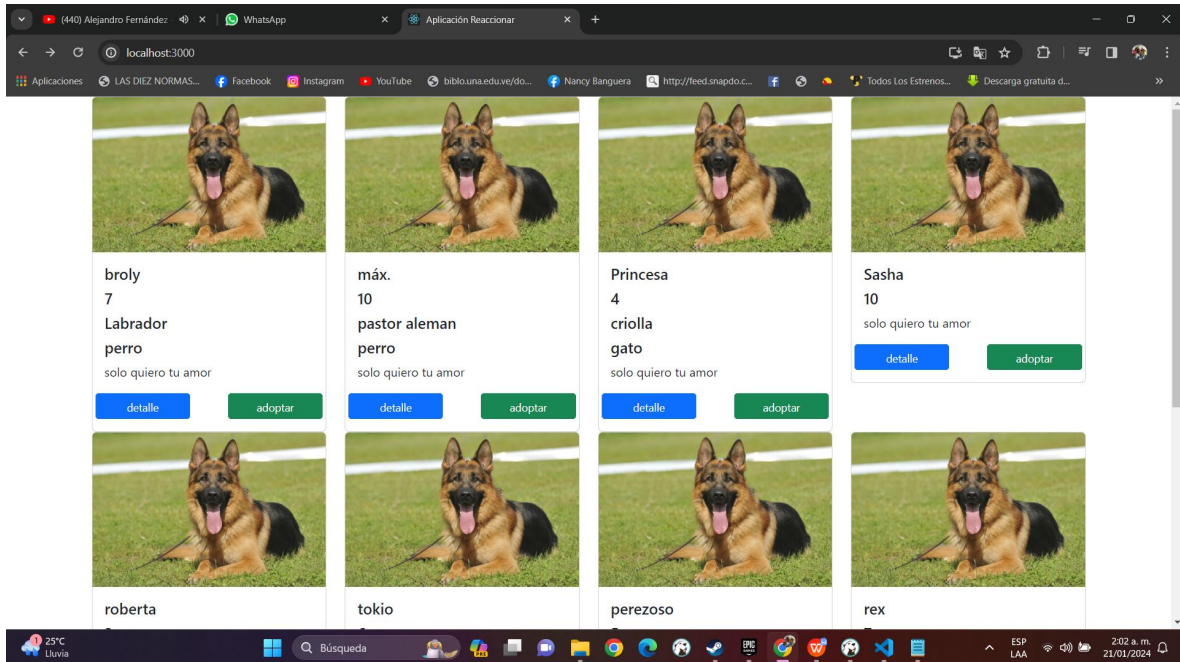 (440) Alejandro Fernández
WhatsApp
Aplicación Reaccionar
localhost:3000
Aplicaciones
LAS DIEZ NORMAS...
Facebook
Instagram
YouTube
biblo.una.edu.ve/do...
Nancy Banguera
http://feed.snapdo.c...
Todos Los Estrenos...
Descarga gratuita d...
»
broly
7
Labrador
perro
solo quiero tu amor
detalle adoptar
máx.
10
pastor aleman
perro
solo quiero tu amor
detalle adoptar
Princesa
4
criolla
gato
solo quiero tu amor
detalle adoptar
Sasha
10
solo quiero tu amor
detalle adoptar
roberta
tokio
perezoso
rex
1
25°C
Lluvia
Búsqueda
PRE
EPIC GAMES
ESP
LAA
2:02 a. m.
21/01/2024